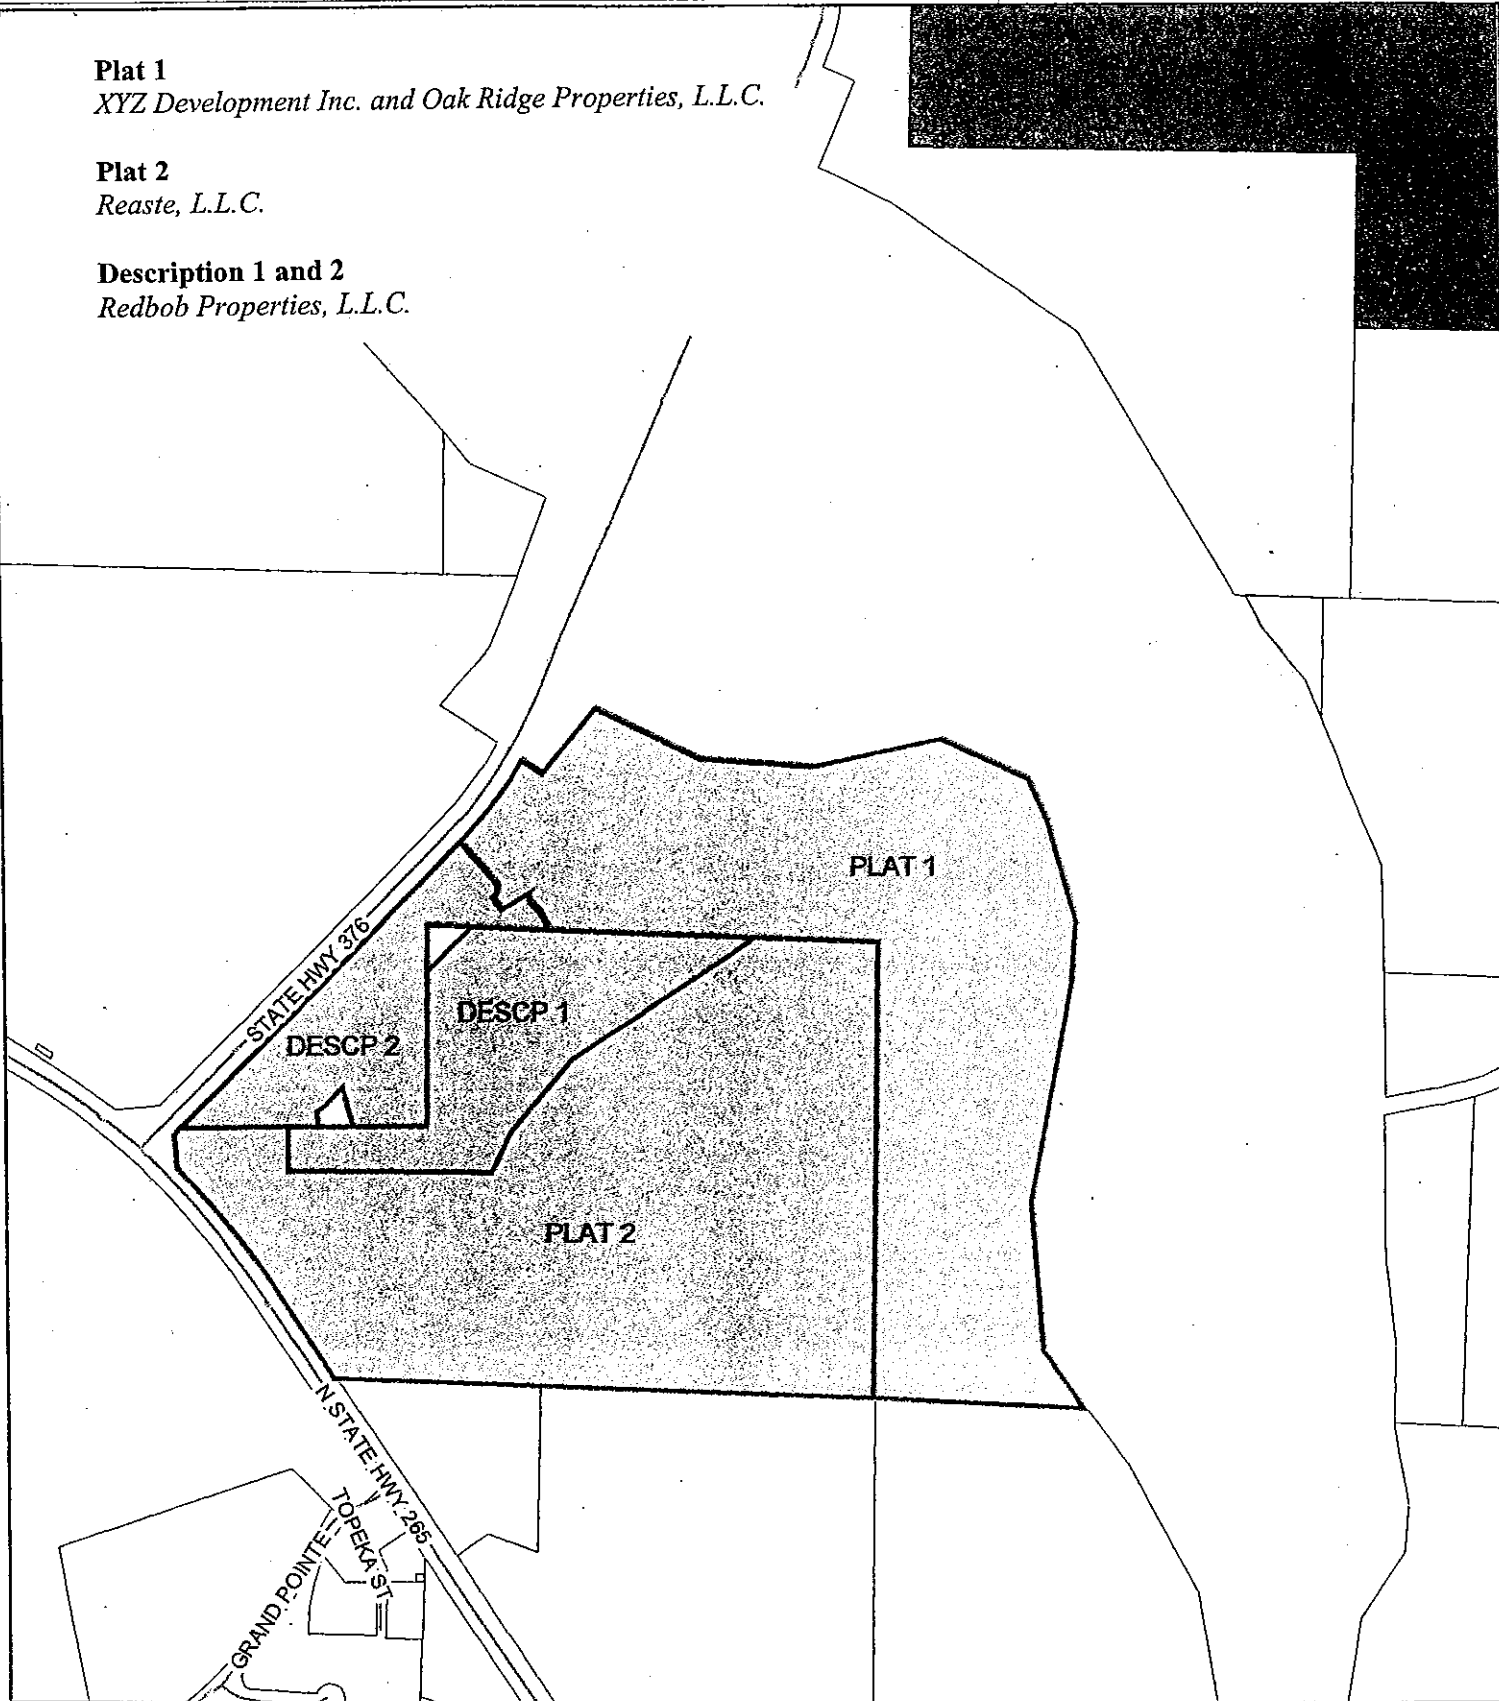 Plat 1
XYZ Development Inc. and Oak Ridge Properties, L.L.C.
Plat 2
Reaste, L.L.C.
Description 1 and 2
Redbob Properties, L.L.C.
PLAT 1
STATE HWY 376
DESCP 1
DESCP 2
PLAT 2
N STATE HWY 265
TOPEKA ST
GRAND POINTE